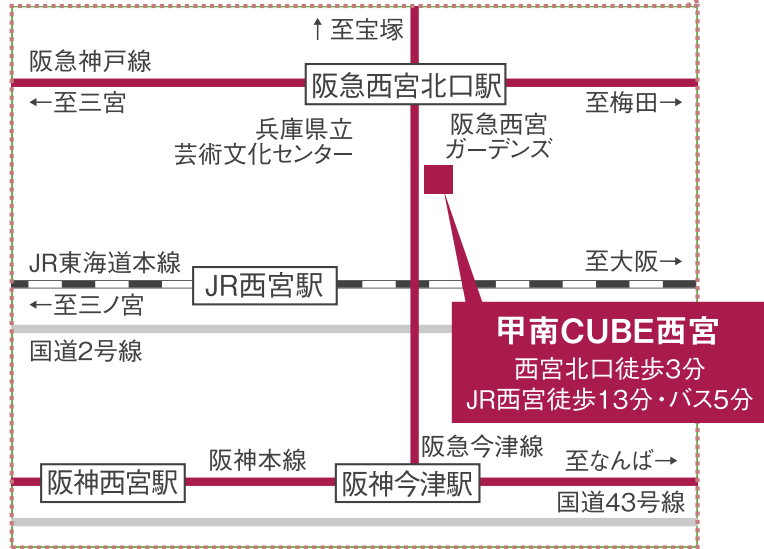 ↑至宝塚
阪急神戸線
阪急西宮北口駅
←至三宮
至梅田→
兵庫県立
芸術文化センター
阪急西宮
ガーデンズ
JR東海道本線
至大阪→
JR西宮駅
←至三ノ宮
甲南CUBE西宮
西宮北口徒歩3分
JR西宮徒歩13分・バス5分
国道2号線
阪急今津線
阪神本線
至なんば→
阪神西宮駅
阪神今津駅
国道43号線